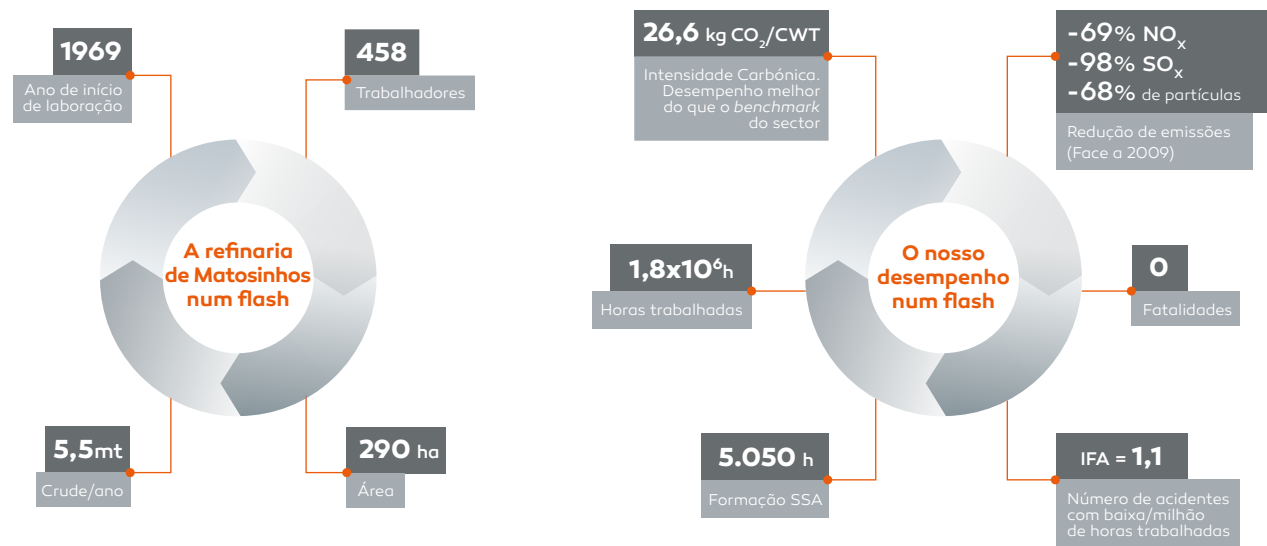 1969
Ano de início
de laboração
458
Trabalhadores
A refinaria
de Matosinhos
num flash
5,5mt
Crude/ano
290 ha
Área
26,6 kg CO₂/CWT
Intensidade Carbónica.
Desempenho melhor
do que o benchmark
do sector
-69% NOₓ
-98% SOₓ
-68% de partículas
Redução de emissões
(Face a 2009)
1,8x10⁶h
Horas trabalhadas
O nosso
desempenho
num flash
0
Fatalidades
5.050 h
Formação SSA
IFA = 1,1
Número de acidentes
com baixa/milhão
de horas trabalhadas